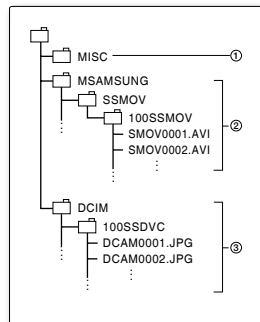 MISC ①
MSAMSUNG
SSMOV
100SSMOV
SMOV0001.AVI ②
SMOV0002.AVI
DCIM
100SSDVC
DCAM0001.JPG ③
DCAM0002.JPG